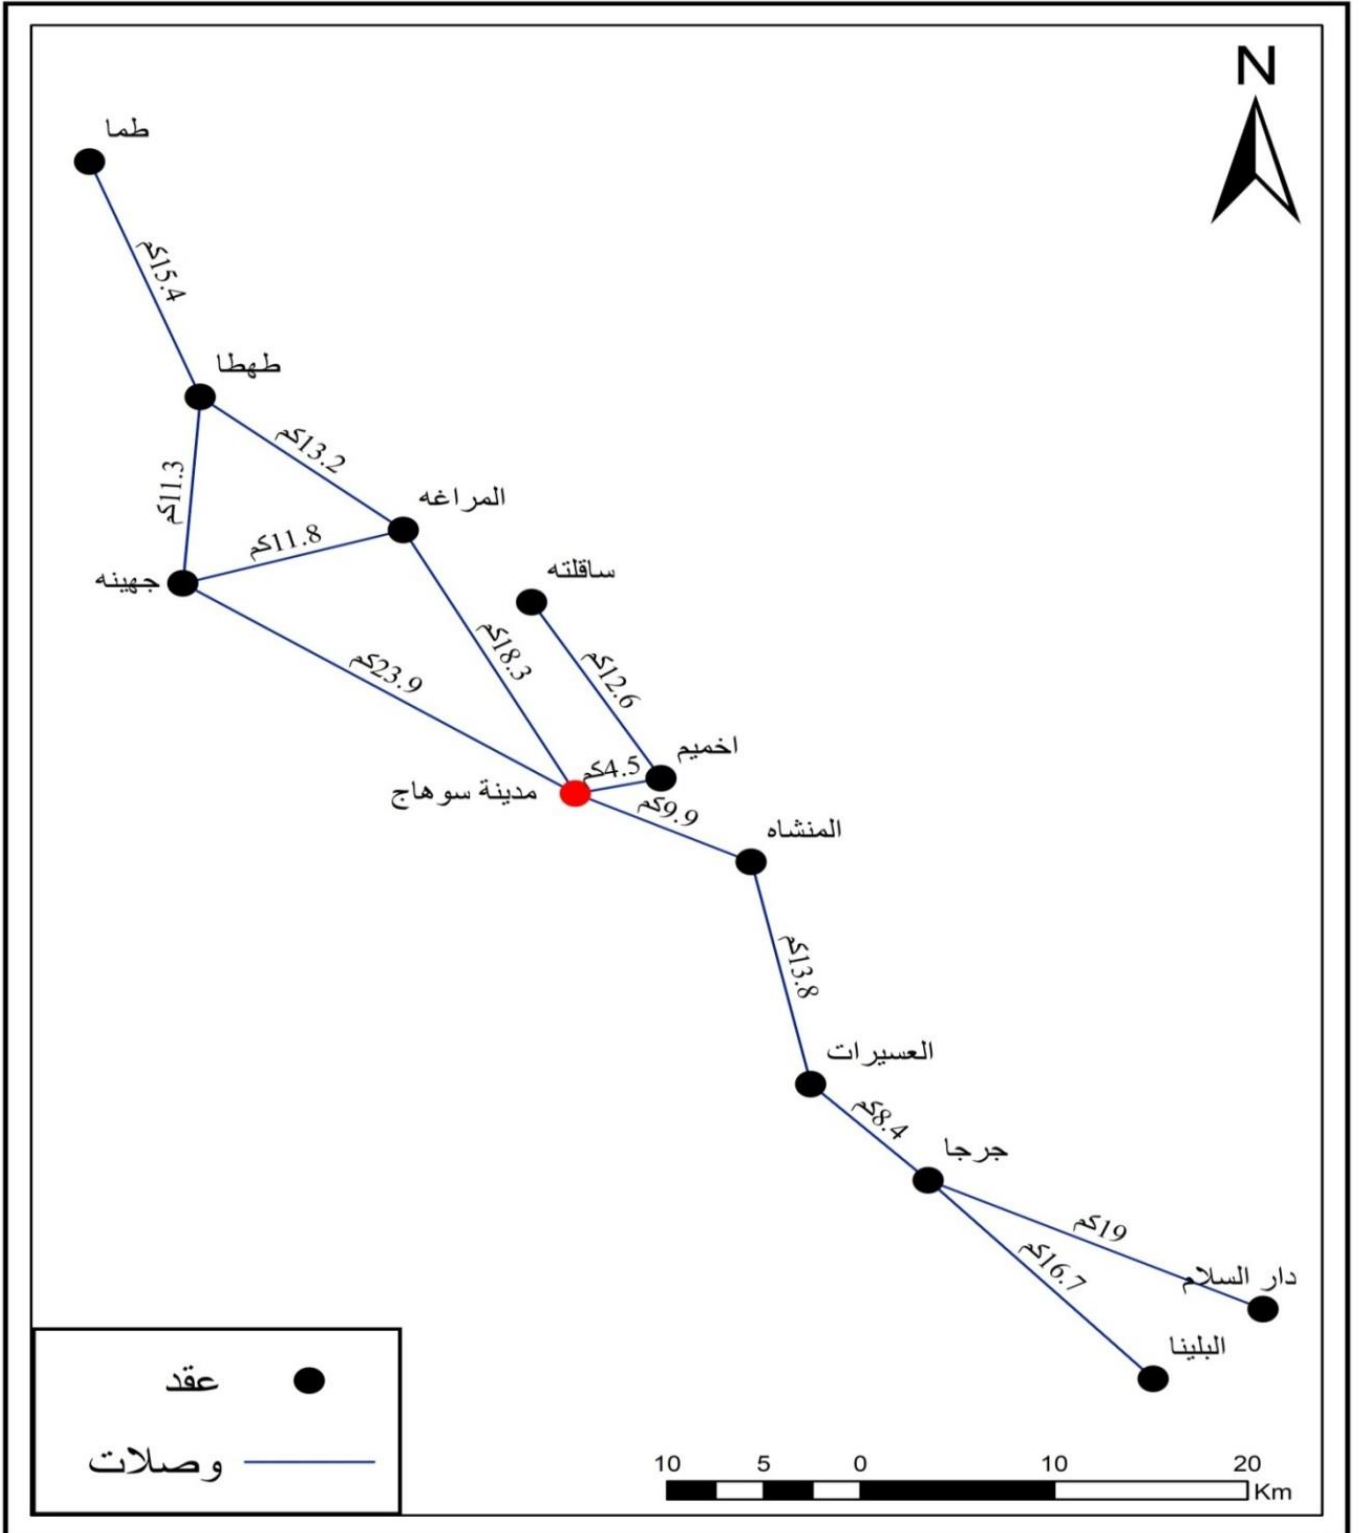 N
طما
15.4كم
طهطا
13.2كم
11.3كم
المراغه
11.8كم
ساقلته
جهينه
18.3كم
12.6كم
23.9كم
اخميم
4.5كم
مدينة سوهاج
9.9كم
المنشاه
13.8كم
العسيرات
8.4كم
جرجا
19كم
16.7كم
دار السلام
البلينا
عقد
وصلات
10 5 0 10 20
Km